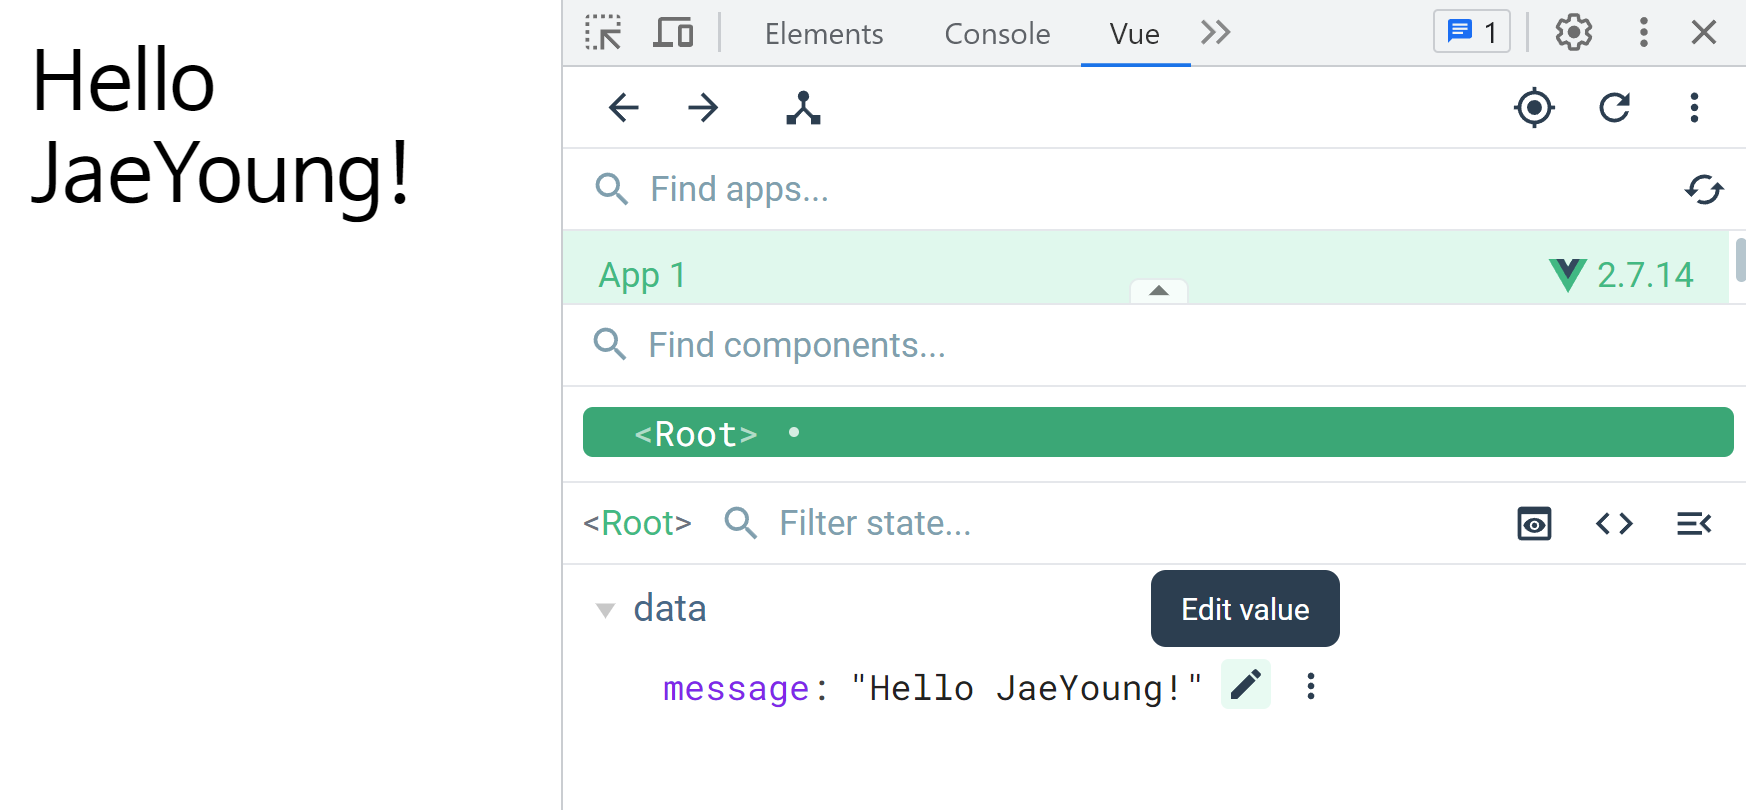 Hello
JaeYoung!
Elements Console Vue 1
Find apps...
App 1 2.7.14
Find components...
<Root>
<Root> Filter state...
data
Edit value
message: "Hello JaeYoung!"